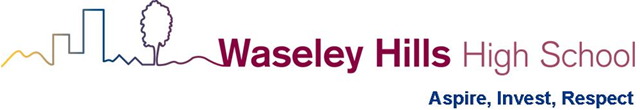 Waseley Hills High School
Aspire, Invest, Respect